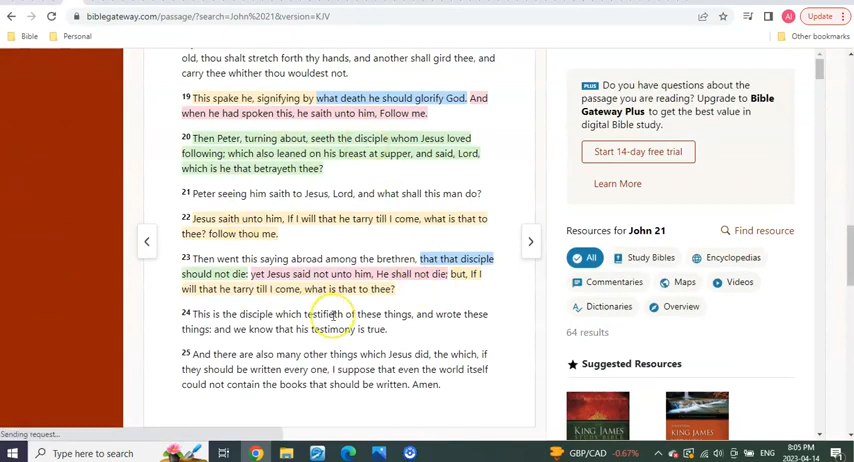 biblegateway.com/passage/?search=John%2021&version=KJV
AI
Update
Bible
Personal
Other bookmarks
old, thou shalt stretch forth thy hands, and another shall gird thee, and
carry thee whither thou wouldest not.
19 This spake he, signifying by what death he should glorify God. And
when he had spoken this, he saith unto him, Follow me.
20 Then Peter, turning about, seeth the disciple whom Jesus loved
following; which also leaned on his breast at supper, and said, Lord,
which is he that betrayeth thee?
21 Peter seeing him saith to Jesus, Lord, and what shall this man do?
22 Jesus saith unto him, If I will that he tarry till I come, what is that to
thee? follow thou me.
23 Then went this saying abroad among the brethren, that that disciple
should not die: yet Jesus said not unto him, He shall not die; but, If I
will that he tarry till I come, what is that to thee?
24 This is the disciple which testifieth of these things, and wrote these
things: and we know that his testimony is true.
25 And there are also many other things which Jesus did, the which, if
they should be written every one, I suppose that even the world itself
could not contain the books that should be written. Amen.
PLUS Do you have questions about the
passage you are reading? Upgrade to Bible
Gateway Plus to get the best value in
digital Bible study.
Start 14-day free trial
Learn More
Resources for John 21
Find resource
All
Study Bibles
Encyclopedias
Commentaries
Maps
Videos
Dictionaries
Overview
64 results
Suggested Resources
KING JAMES
STUDY BIBLE
KING JAMES
Sending request...
Type here to search
GBP/CAD -0.67%
ENG
8:05 PM
2023-04-14